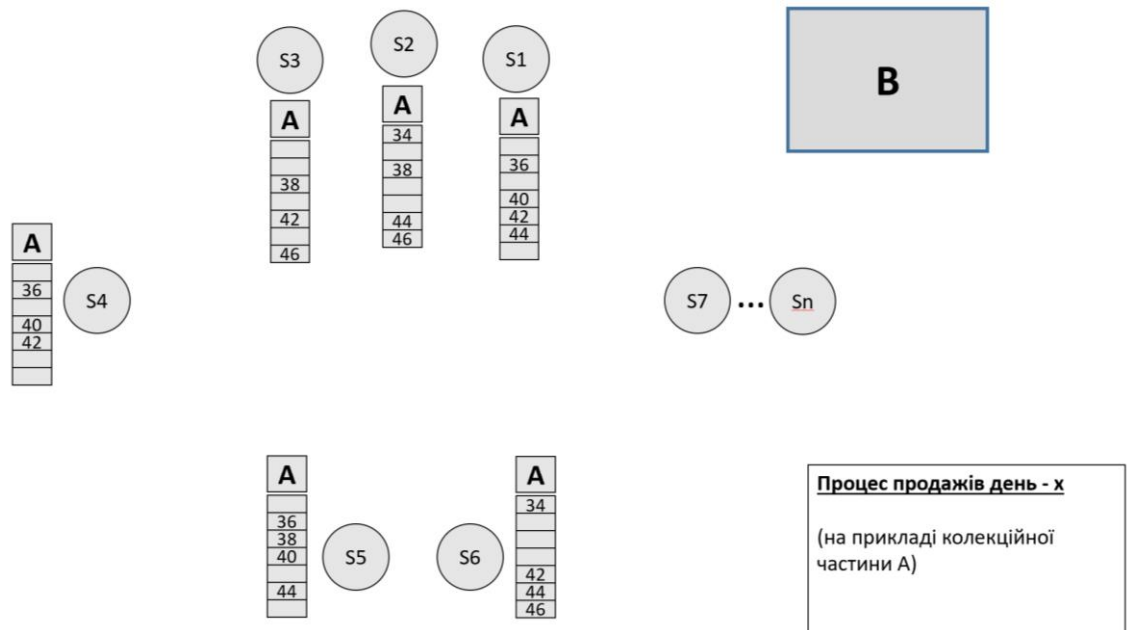 S3
S2
S1
B
A
A
A
38
42
46
34
38
44
46
36
40
42
44
A
36
40
42
S4
S7
...
Sn
A
36
38
40
44
S5
S6
A
34
42
44
46
Процес продажів день - х
(на прикладі колекційної
частини А)